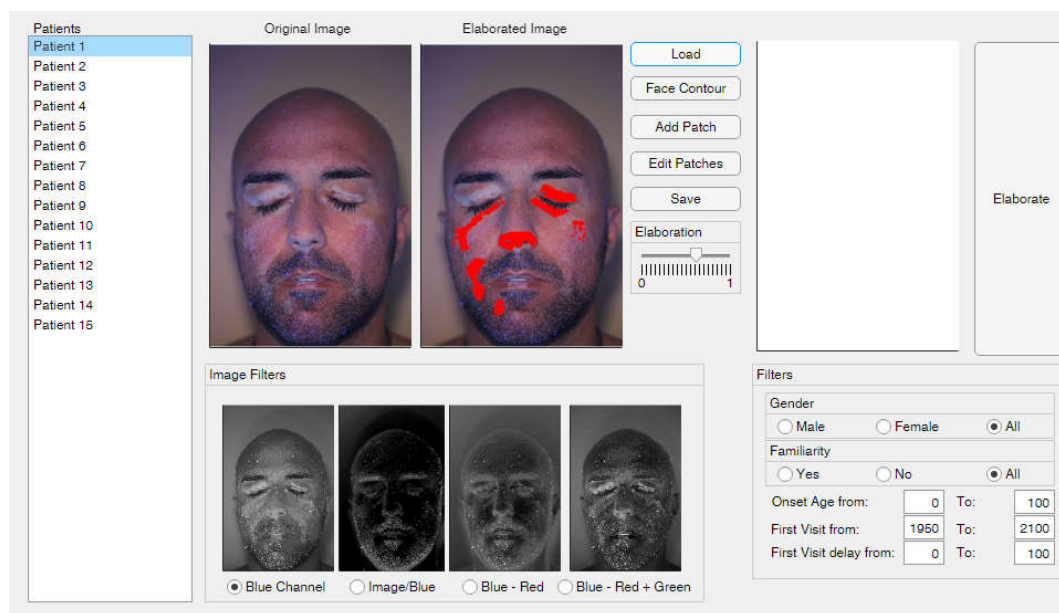 Patients
Patient 1
Patient 2
Patient 3
Patient 4
Patient 5
Patient 6
Patient 7
Patient 8
Patient 9
Patient 10
Patient 11
Patient 12
Patient 13
Patient 14
Patient 15
Original Image
Elaborated Image
Load
Face Contour
Add Patch
Edit Patches
Save
Elaboration
0 1
Elaborate
Image Filters
Blue Channel Image/Blue Blue - Red Blue - Red + Green
Filters
Gender
Male Female All
Familiarity
Yes No All
Onset Age from: 0 To: 100
First Visit from: 1950 To: 2100
First Visit delay from: 0 To: 100